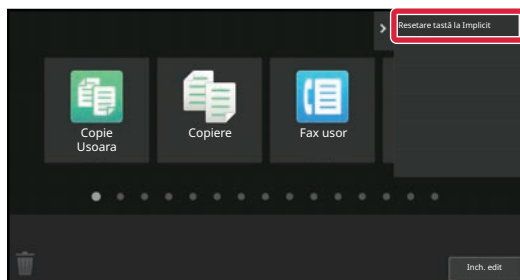 Resetare tastă la Implicit
Copie
Usoara
Copiere
Fax usor
Inch. edit